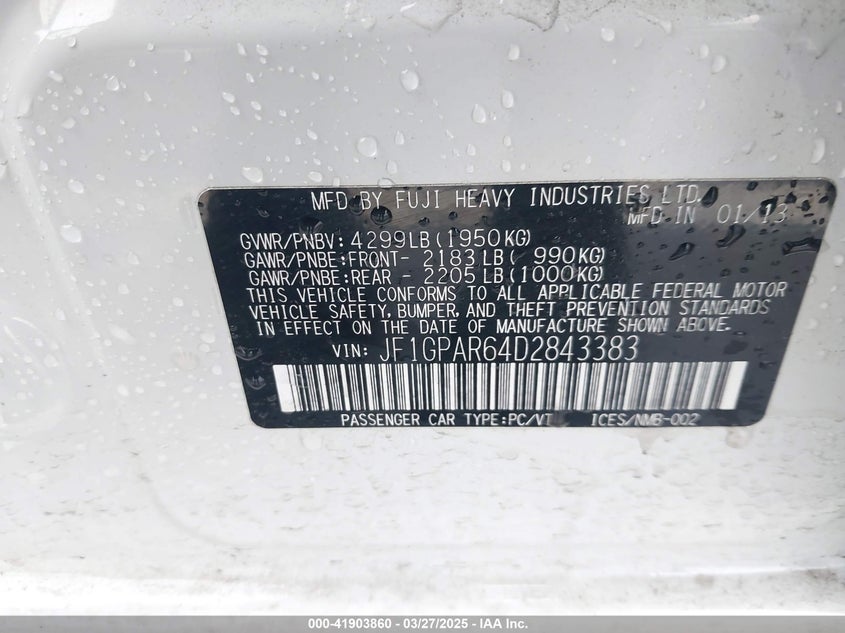 MFD BY FUJI HEAVY INDUSTRIES LTD.
MFD IN 01/13
GVWR/PNBV: 4299LB(1950KG)
GAWR/PNBE:FRONT- 2183LB( 990KG)
GAWR/PNBE:REAR - 2205LB(1000KG)
THIS VEHICLE CONFORMS TO ALL APPLICABLE FEDERAL MOTOR
VEHICLE SAFETY, BUMPER, AND THEFT PREVENTION STANDARDS
IN EFFECT ON THE DATE OF MANUFACTURE SHOWN ABOVE.
VIN: JF1GPAR64D2843383
PASSENGER CAR TYPE:PC/VT ICES/NMB-002
000-41903860 — 03/27/2025 — IAA Inc.